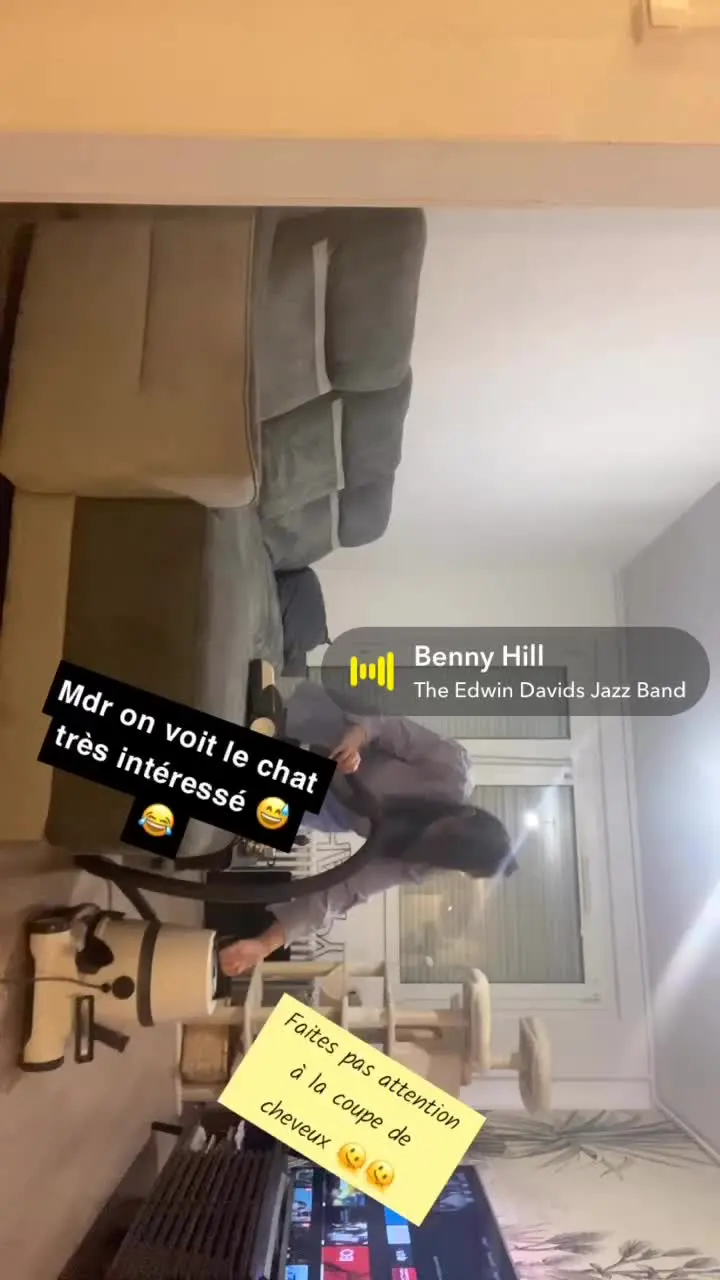 Benny Hill
The Edwin Davids Jazz Band
Mdr on voit le chat
très intéressé 😅
😂
Faites pas attention
à la coupe de
cheveux 🫠🫠